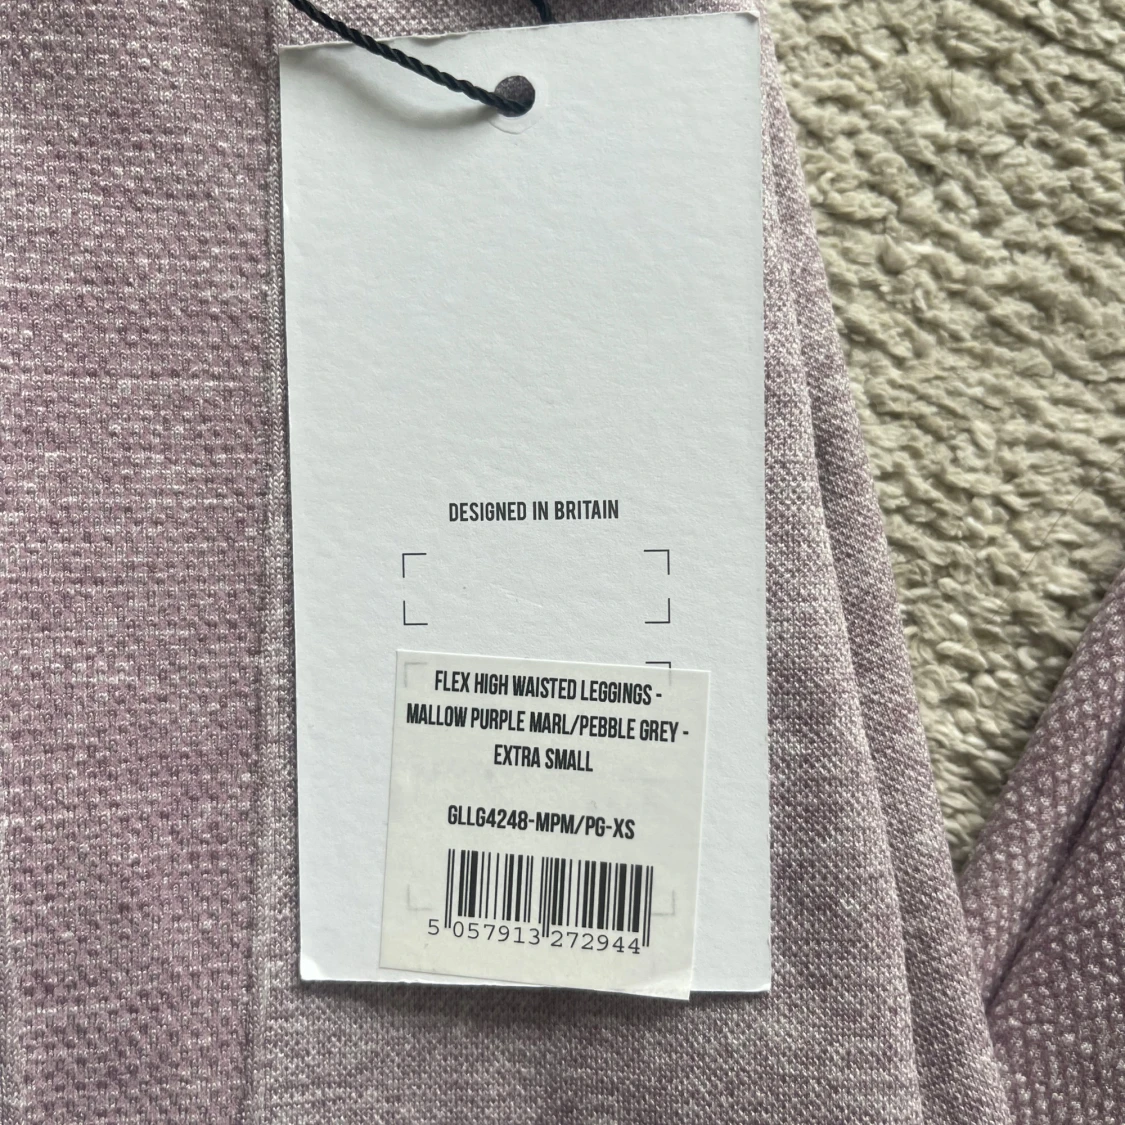 DESIGNED IN BRITAIN
FLEX HIGH WAISTED LEGGINGS -
MALLOW PURPLE MARL/PEBBLE GREY -
EXTRA SMALL
GLLG4248-MPM/PG-XS
5 057913 272944